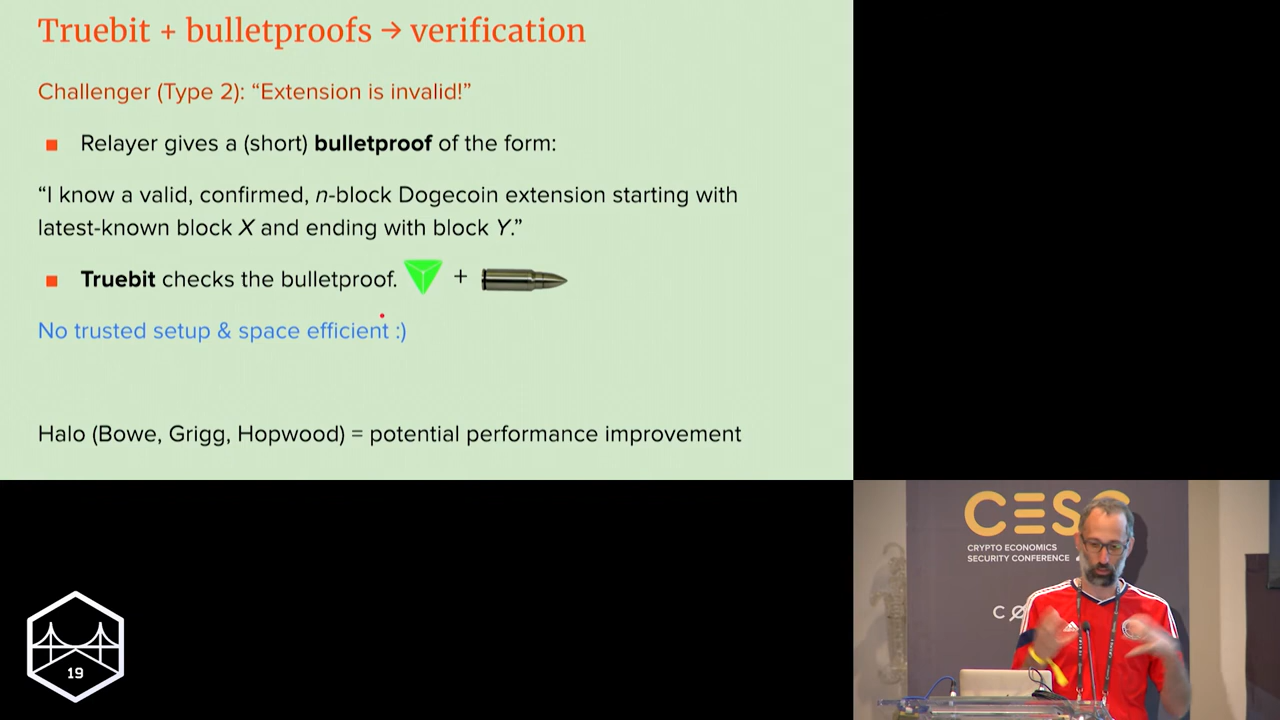 Truebit + bulletproofs → verification
Challenger (Type 2): “Extension is invalid!”
Relayer gives a (short) bulletproof of the form:
“I know a valid, confirmed, n-block Dogecoin extension starting with
latest-known block X and ending with block Y.”
Truebit checks the bulletproof.
+
No trusted setup & space efficient :)
Halo (Bowe, Grigg, Hopwood) = potential performance improvement
CESC
CRYPTO ECONOMICS
SECURITY CONFERENCE
19